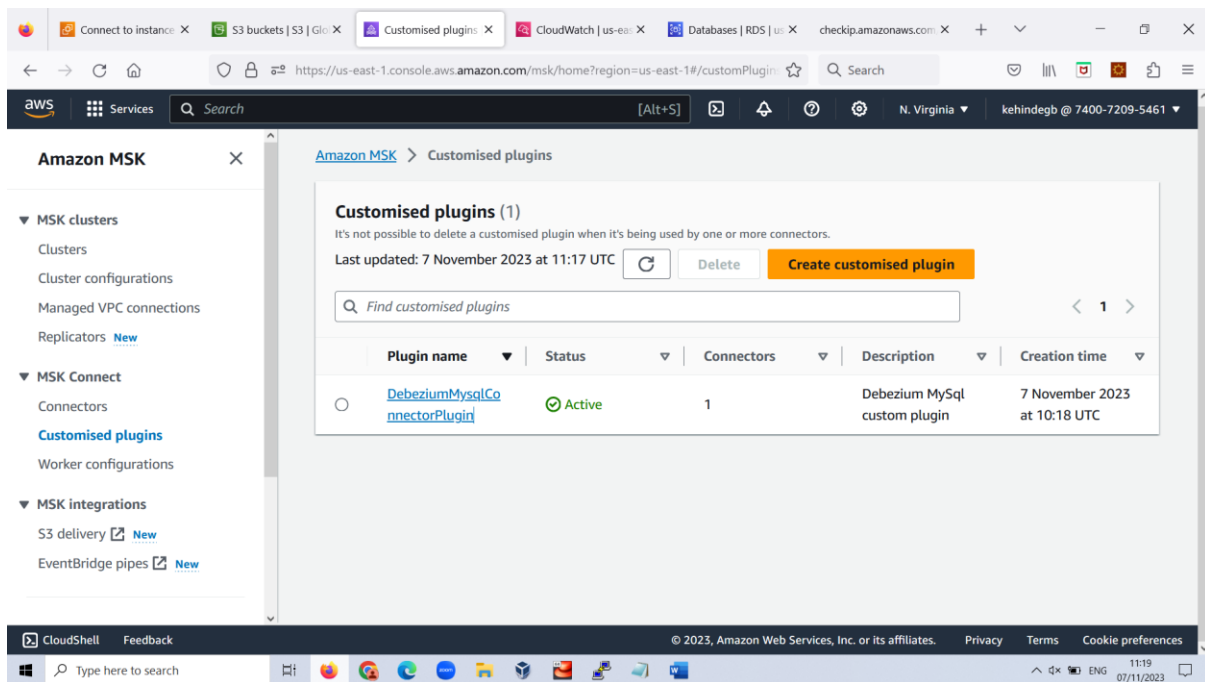 Connect to instance
S3 buckets | S3 | Glo
Customised plugins
CloudWatch | us-eas
Databases | RDS | us
checkip.amazonaws.com
https://us-east-1.console.aws.amazon.com/msk/home?region=us-east-1#/customPlugin
Search
aws
Services
Search
[Alt+S]
N. Virginia
kehindegb @ 7400-7209-5461
Amazon MSK
MSK clusters
Clusters
Cluster configurations
Managed VPC connections
Replicators New
MSK Connect
Connectors
Customised plugins
Worker configurations
MSK integrations
S3 delivery New
EventBridge pipes New
Amazon MSK > Customised plugins
Customised plugins (1)
It's not possible to delete a customised plugin when it's being used by one or more connectors.
Last updated: 7 November 2023 at 11:17 UTC
Delete
Create customised plugin
Find customised plugins
< 1 >
Plugin name
Status
Connectors
Description
Creation time
DebeziumMysqlCo
nnectorPlugin
Active
1
Debezium MySql
custom plugin
7 November 2023
at 10:18 UTC
CloudShell
Feedback
© 2023, Amazon Web Services, Inc. or its affiliates.
Privacy
Terms
Cookie preferences
Type here to search
ENG
11:19
07/11/2023